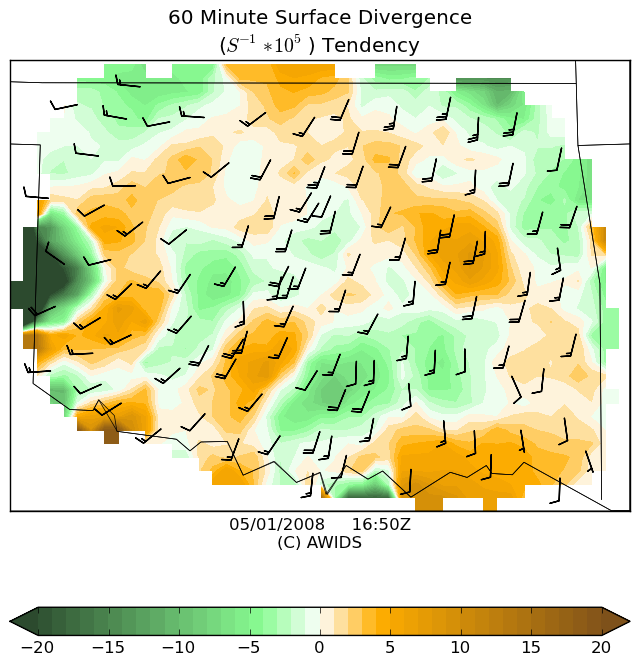 60 Minute Surface Divergence
(S⁻¹ * 10⁵ ) Tendency
05/01/2008 16:50Z
(C) AWIDS
−20 −15 −10 −5 0 5 10 15 20